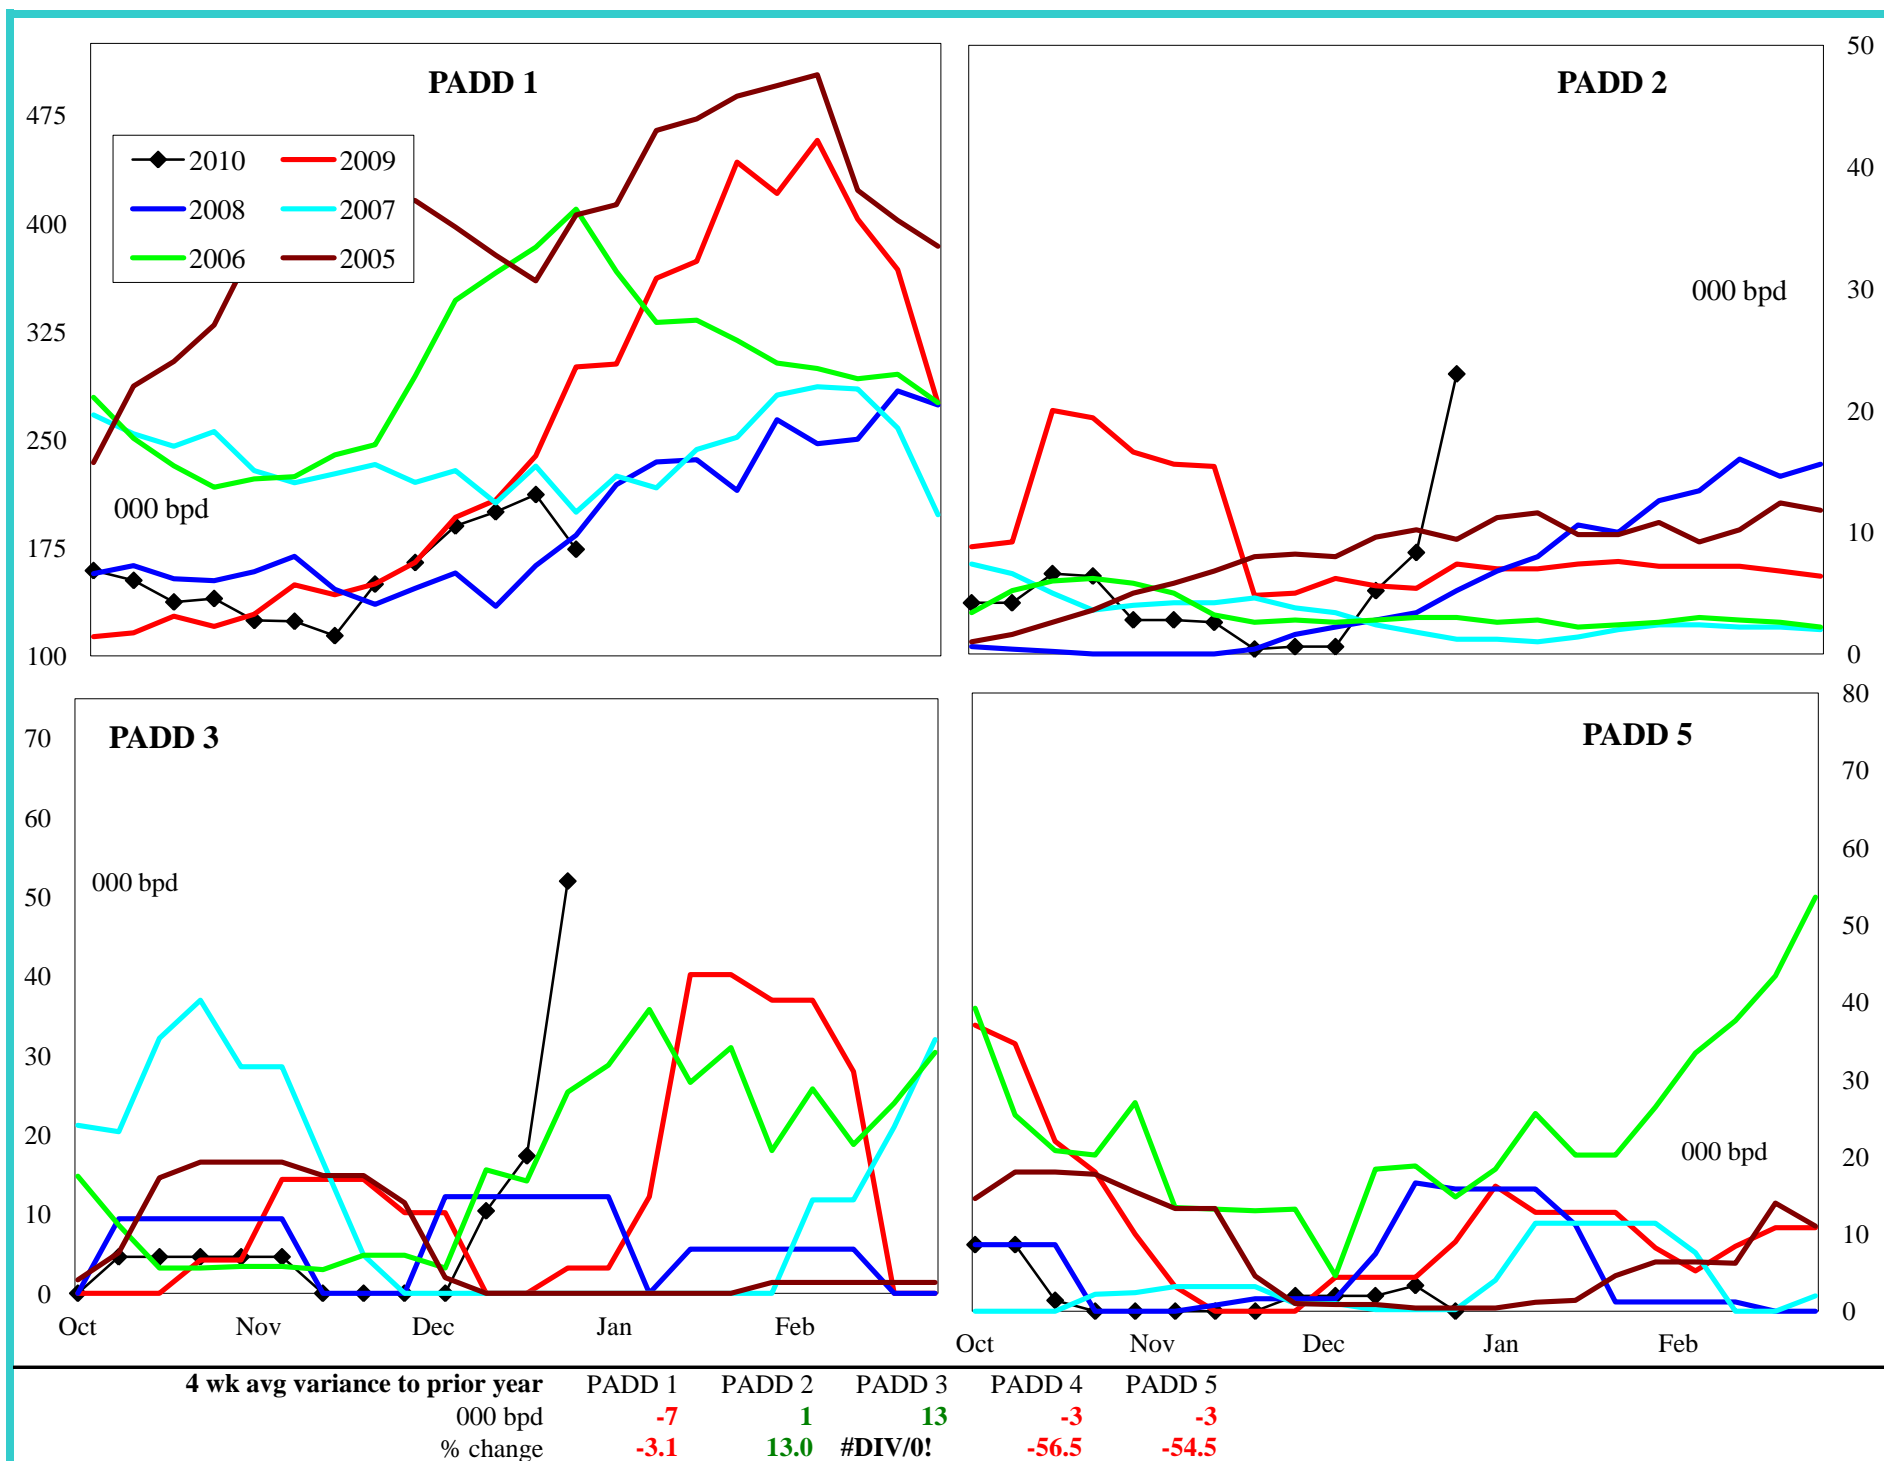 PADD 1
475
400
325
250
175
100
2010 2009
2008 2007
2006 2005
000 bpd
PADD 2
50
40
30
20
10
0
000 bpd
PADD 3
70
60
50
40
30
20
10
0
000 bpd
Oct Nov Dec Jan Feb
PADD 5
80
70
60
50
40
30
20
10
0
000 bpd
Oct Nov Dec Jan Feb
4 wk avg variance to prior year PADD 1 PADD 2 PADD 3 PADD 4 PADD 5
000 bpd -7 1 13 -3 -3
% change -3.1 13.0 #DIV/0! -56.5 -54.5